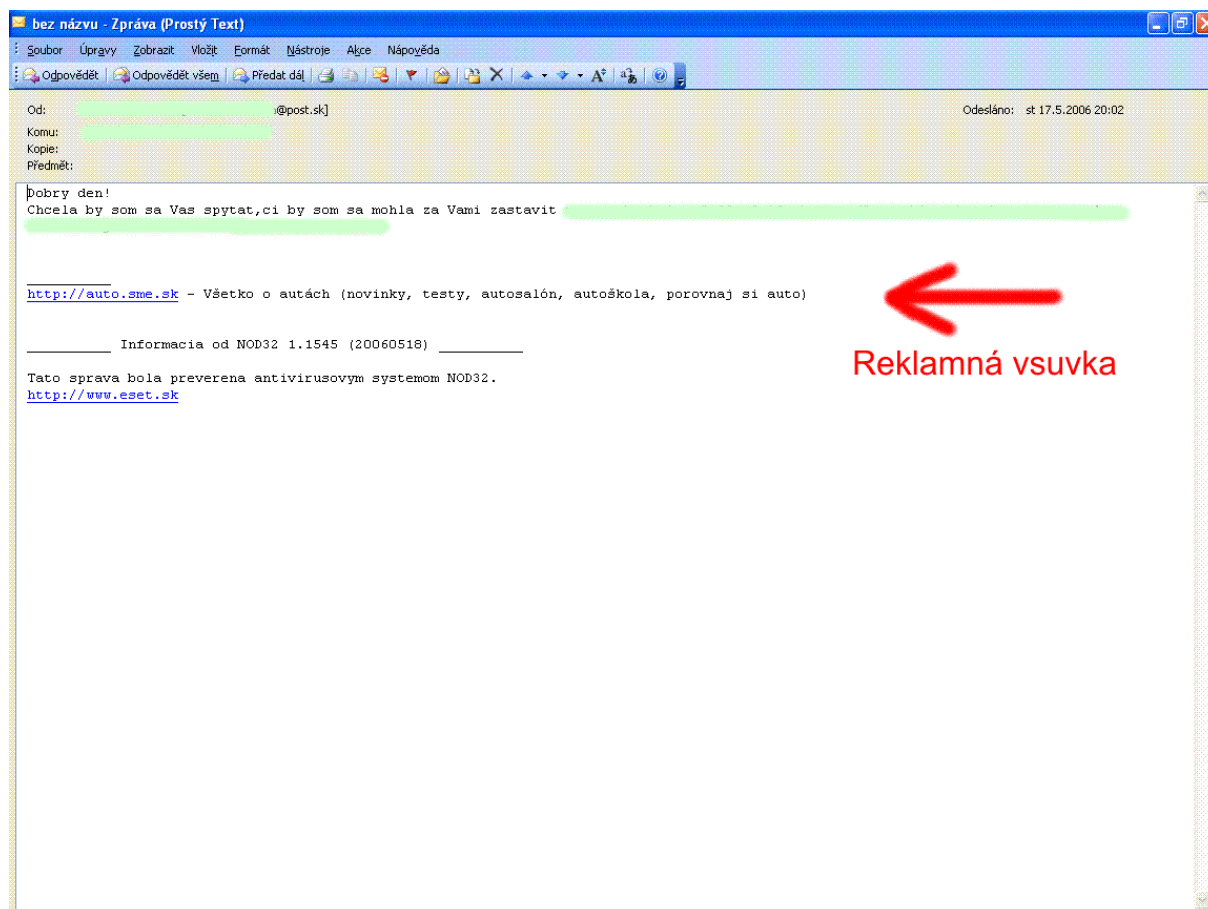 bez názvu - Zpráva (Prostý Text)
Soubor Úpravy Zobrazit Vložit Formát Nástroje Akce Nápověda
Odpovědět Odpovědět všem Předat dál
Od: @post.sk] Odesláno: st 17.5.2006 20:02
Komu:
Kopie:
Předmět:
Dobry den!
Chcela by som sa Vas spytat,ci by som sa mohla za Vami zastavit
http://auto.sme.sk - Všetko o autách (novinky, testy, autosalón, autoškola, porovnaj si auto)
Reklamná vsuvka
__________ Informacia od NOD32 1.1545 (20060518) __________
Tato sprava bola preverena antivirusovym systemom NOD32.
http://www.eset.sk